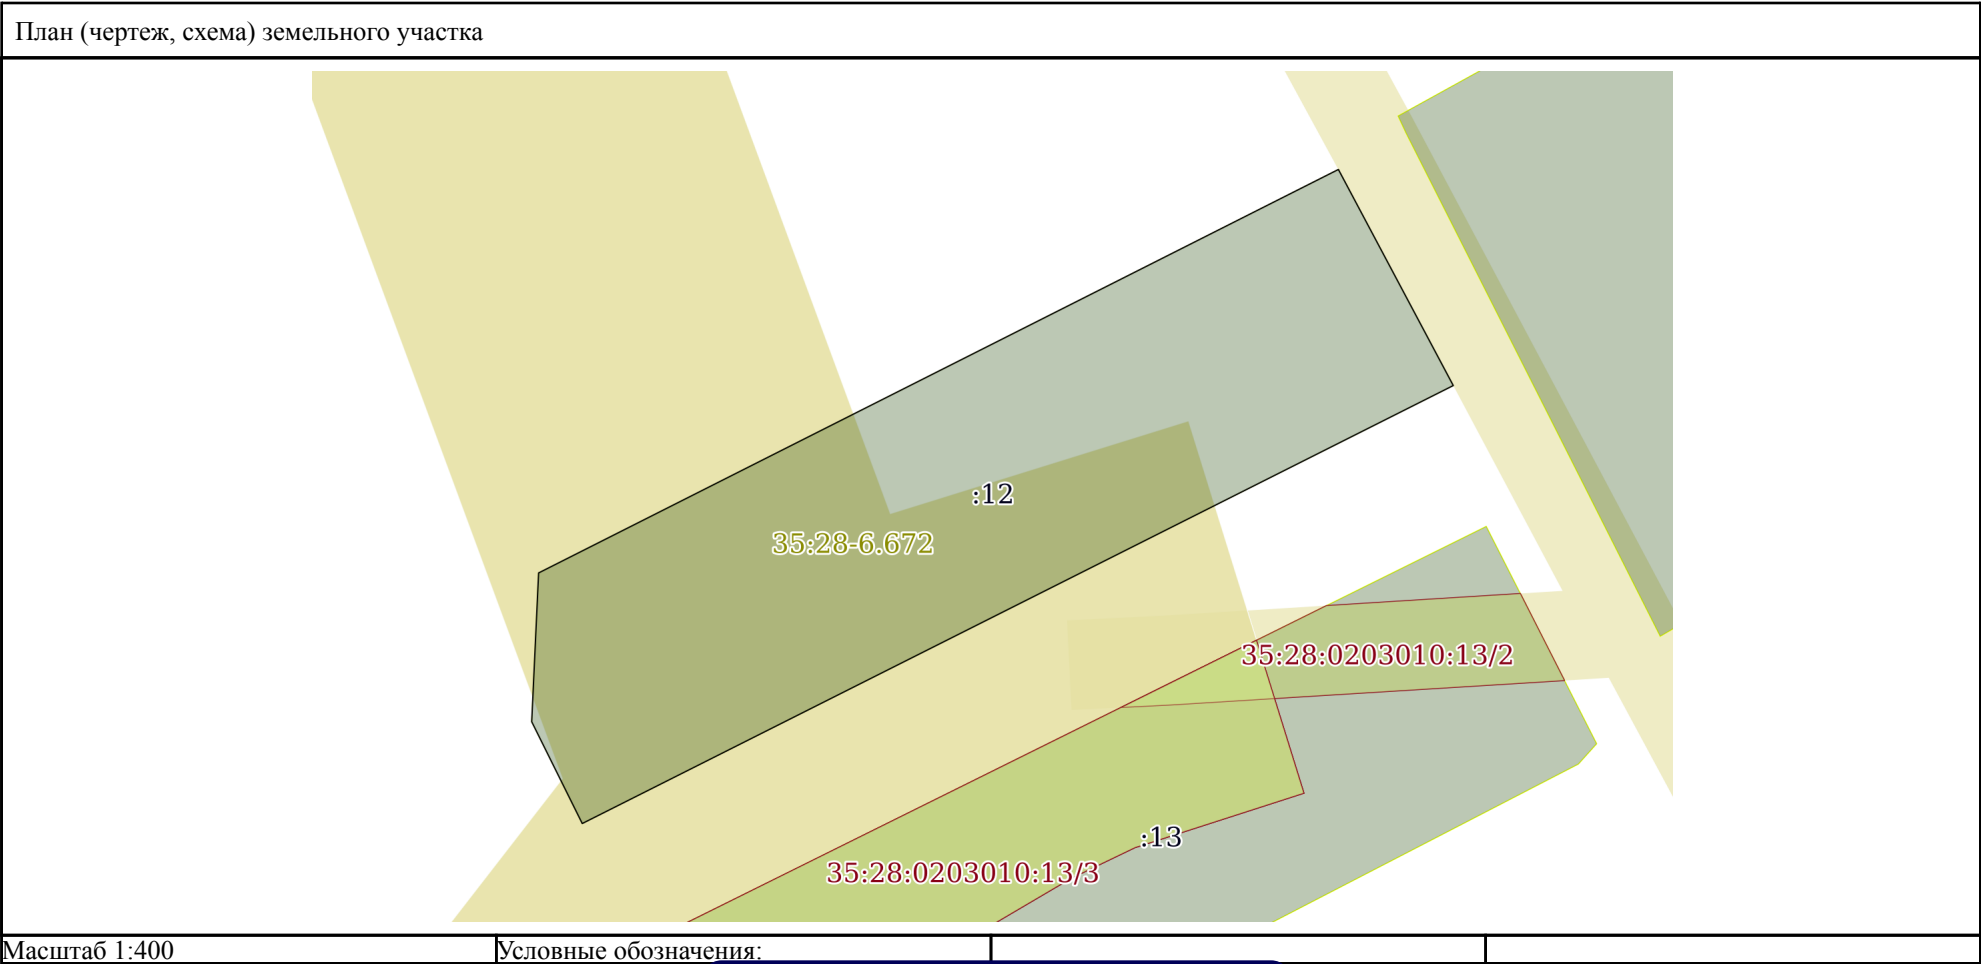 План (чертеж, схема) земельного участка
:12
35:28-6.672
35:28:0203010:13/2
:13
35:28:0203010:13/3
Масштаб 1:400
Условные обозначения: